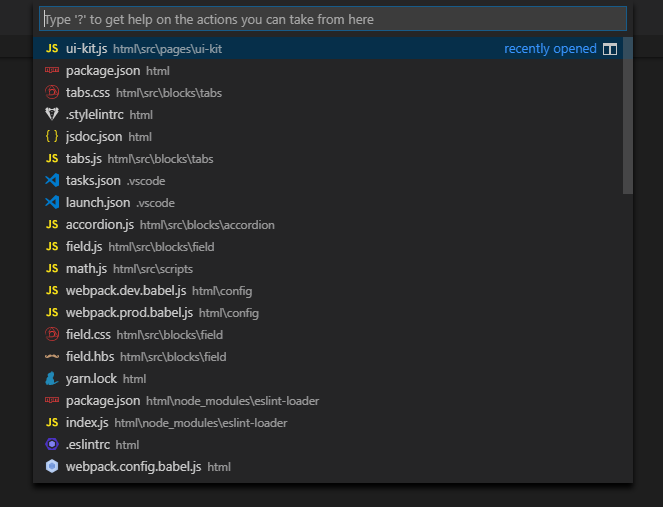 Type '?' to get help on the actions you can take from here
JS ui-kit.js html\src\pages\ui-kit recently opened
package.json html
tabs.css html\src\blocks\tabs
.stylelintrc html
{ } jsdoc.json html
JS tabs.js html\src\blocks\tabs
tasks.json .vscode
launch.json .vscode
JS accordion.js html\src\blocks\accordion
JS field.js html\src\blocks\field
JS math.js html\src\scripts
JS webpack.dev.babel.js html\config
JS webpack.prod.babel.js html\config
field.css html\src\blocks\field
field.hbs html\src\blocks\field
yarn.lock html
package.json html\node_modules\eslint-loader
JS index.js html\node_modules\eslint-loader
.eslintrc html
webpack.config.babel.js html